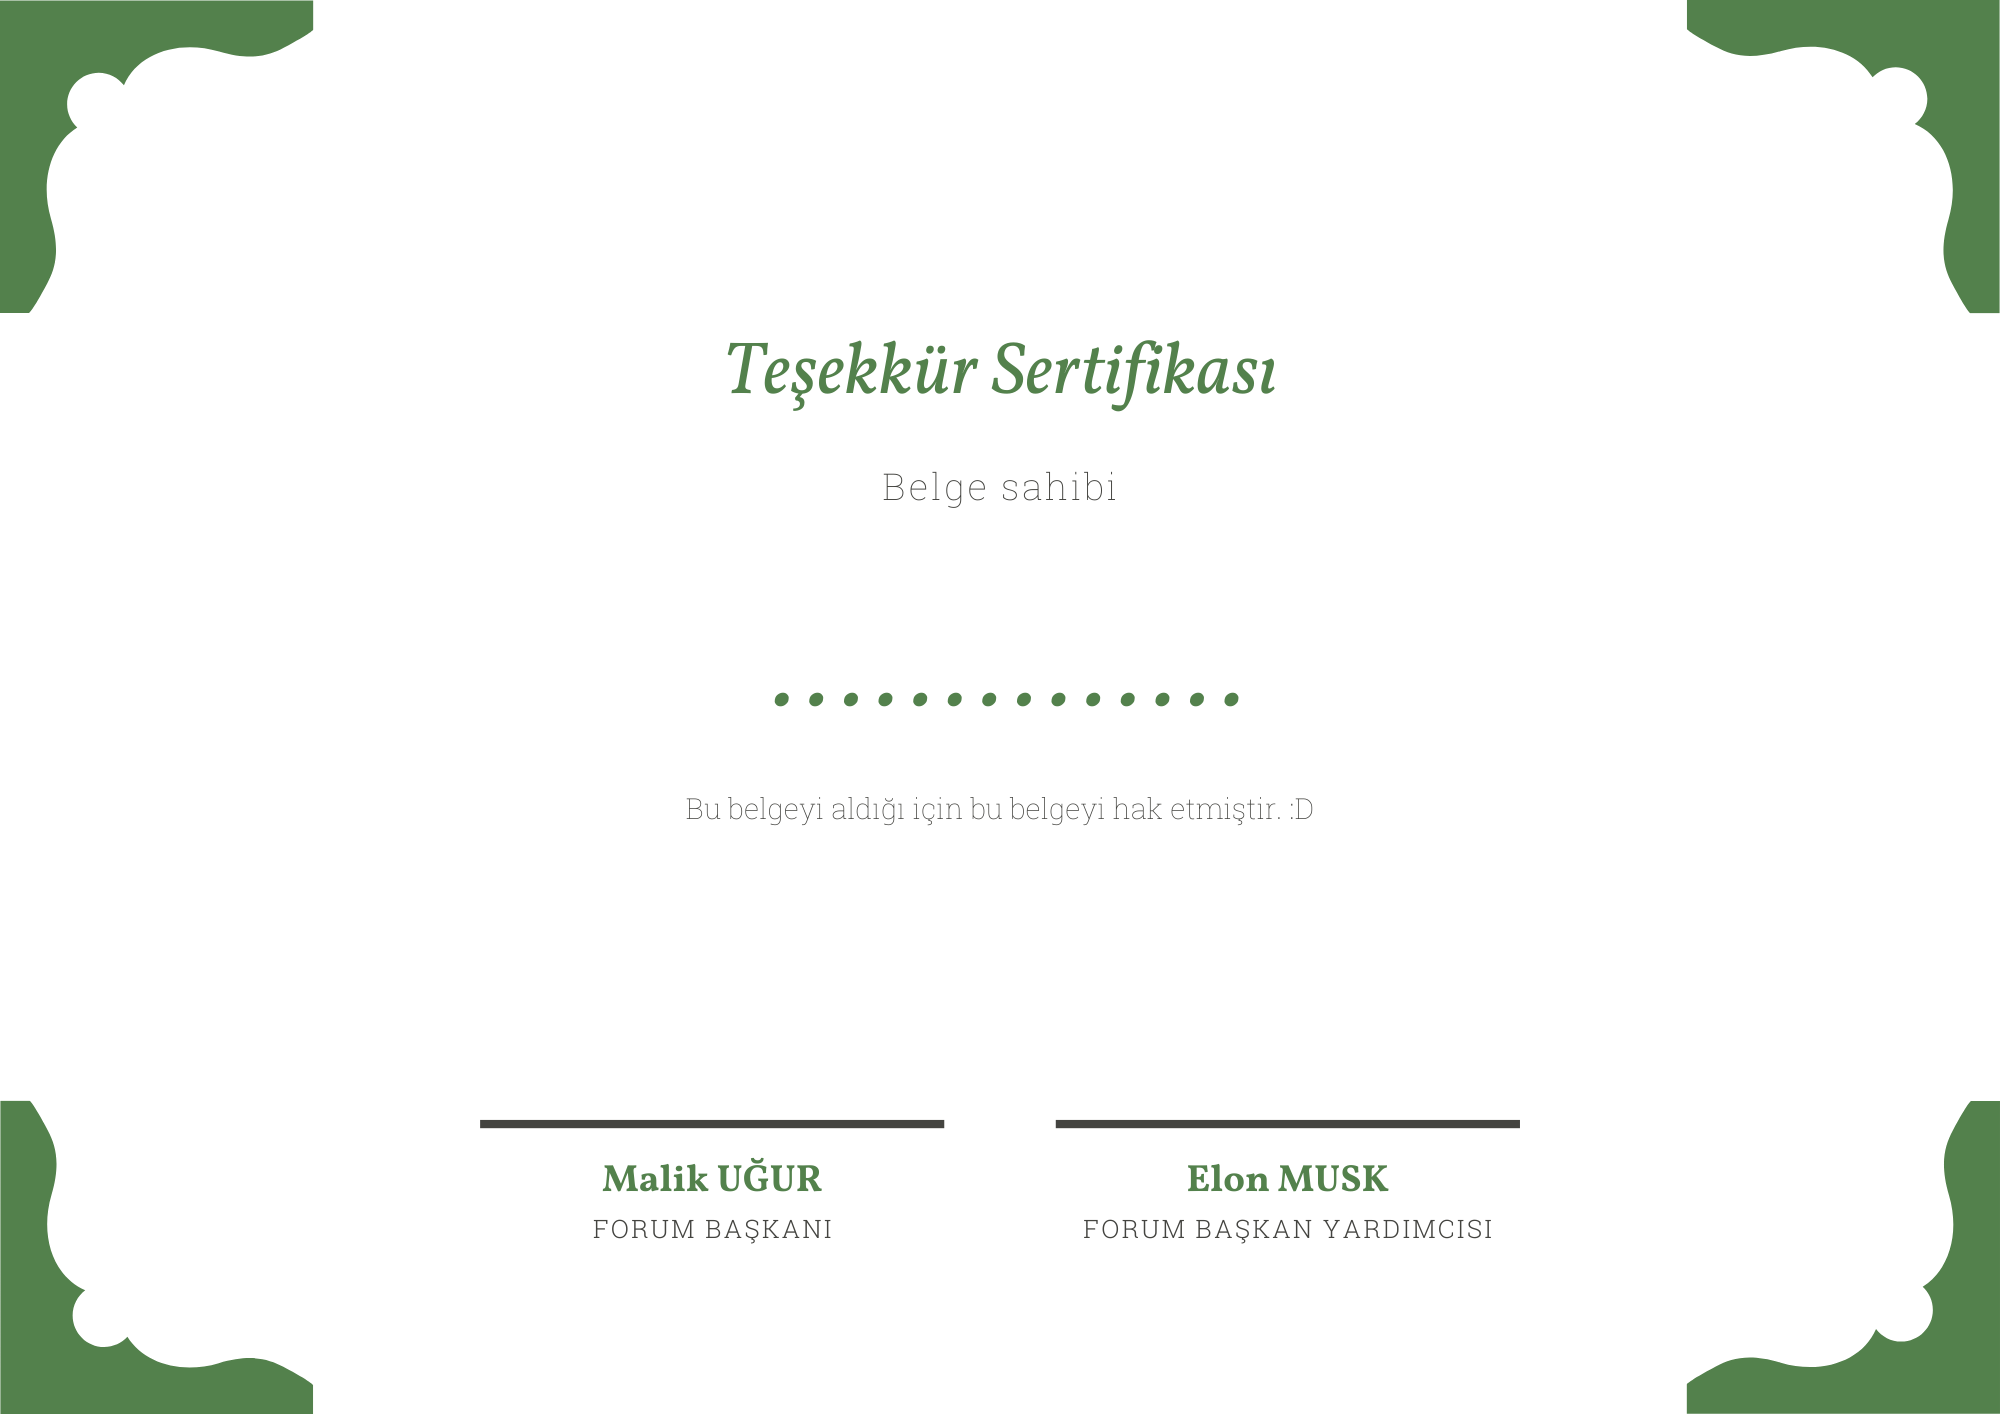 Teşekkür Sertifikası
Belge sahibi
..............
Bu belgeyi aldığı için bu belgeyi hak etmiştir. :D
Malik UĞUR
FORUM BAŞKANI
Elon MUSK
FORUM BAŞKAN YARDIMCISI